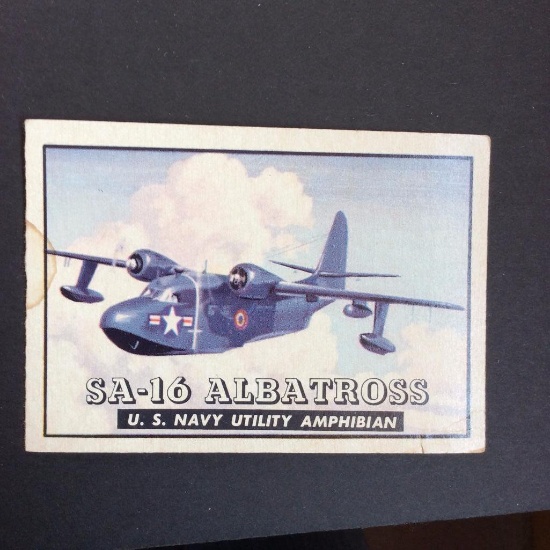 SA-16 ALBATROSS
U. S. NAVY UTILITY AMPHIBIAN